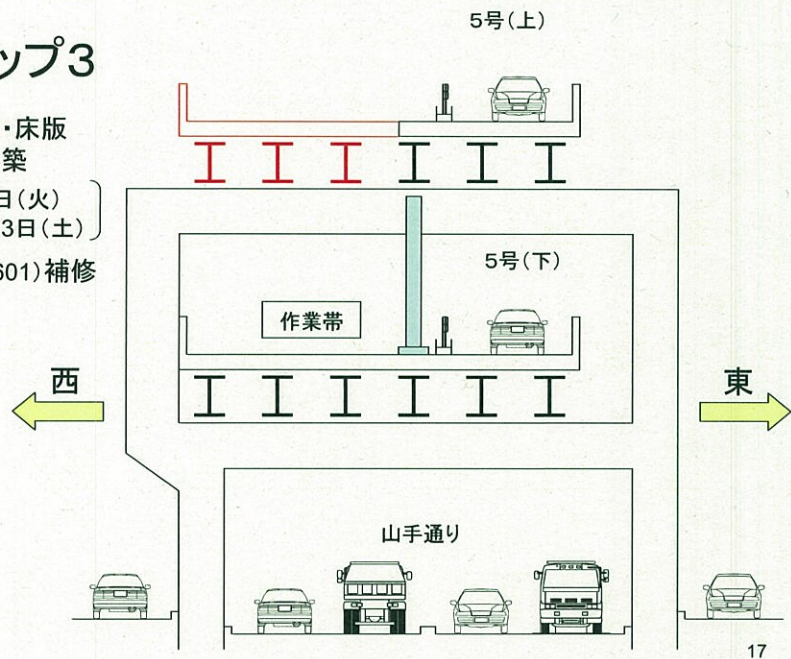 ップ3
・床版
築
日(火)
3日(土)
601)補修
5号(上)
5号(下)
作業帯
西
東
山手通り
17